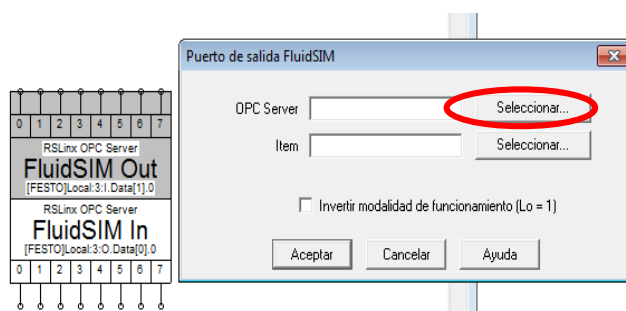 Puerto de salida FluidSIM
OPC Server
Seleccionar...
Item
Seleccionar...
Invertir modalidad de funcionamiento (Lo = 1)
Aceptar Cancelar Ayuda
0 1 2 3 4 5 6 7
RSLinx OPC Server
FluidSIM Out
[FESTO]Local:3:I.Data[1].0
RSLinx OPC Server
FluidSIM In
[FESTO]Local:3:O.Data[0].0
0 1 2 3 4 5 6 7